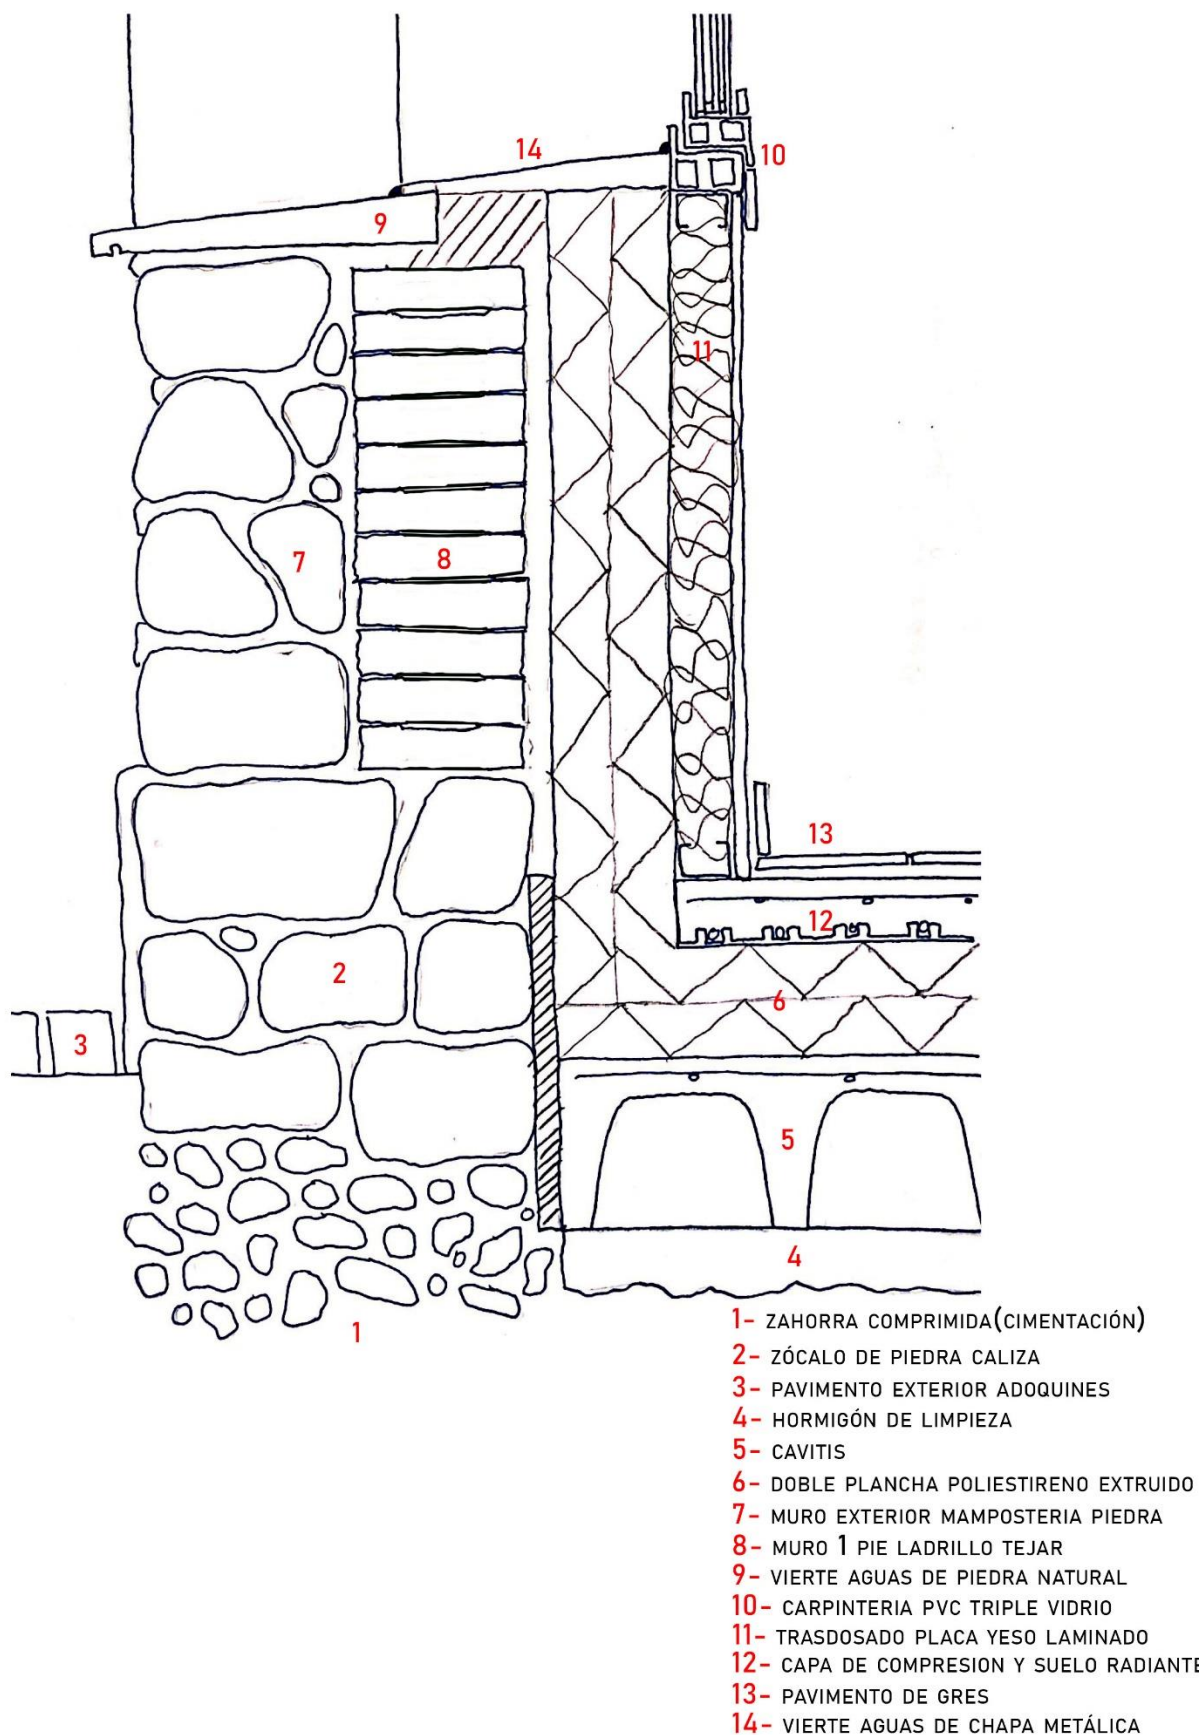 14
10
9
11
7
8
13
12
2
6
3
5
4
1
1- ZAHORRA COMPRIMIDA(CIMENTACIÓN)
2- ZÓCALO DE PIEDRA CALIZA
3- PAVIMENTO EXTERIOR ADOQUINES
4- HORMIGÓN DE LIMPIEZA
5- CAVITIS
6- DOBLE PLANCHA POLIESTIRENO EXTRUIDO
7- MURO EXTERIOR MAMPOSTERIA PIEDRA
8- MURO 1 PIE LADRILLO TEJAR
9- VIERTE AGUAS DE PIEDRA NATURAL
10- CARPINTERIA PVC TRIPLE VIDRIO
11- TRASDOSADO PLACA YESO LAMINADO
12- CAPA DE COMPRESION Y SUELO RADIANTE
13- PAVIMENTO DE GRES
14- VIERTE AGUAS DE CHAPA METÁLICA